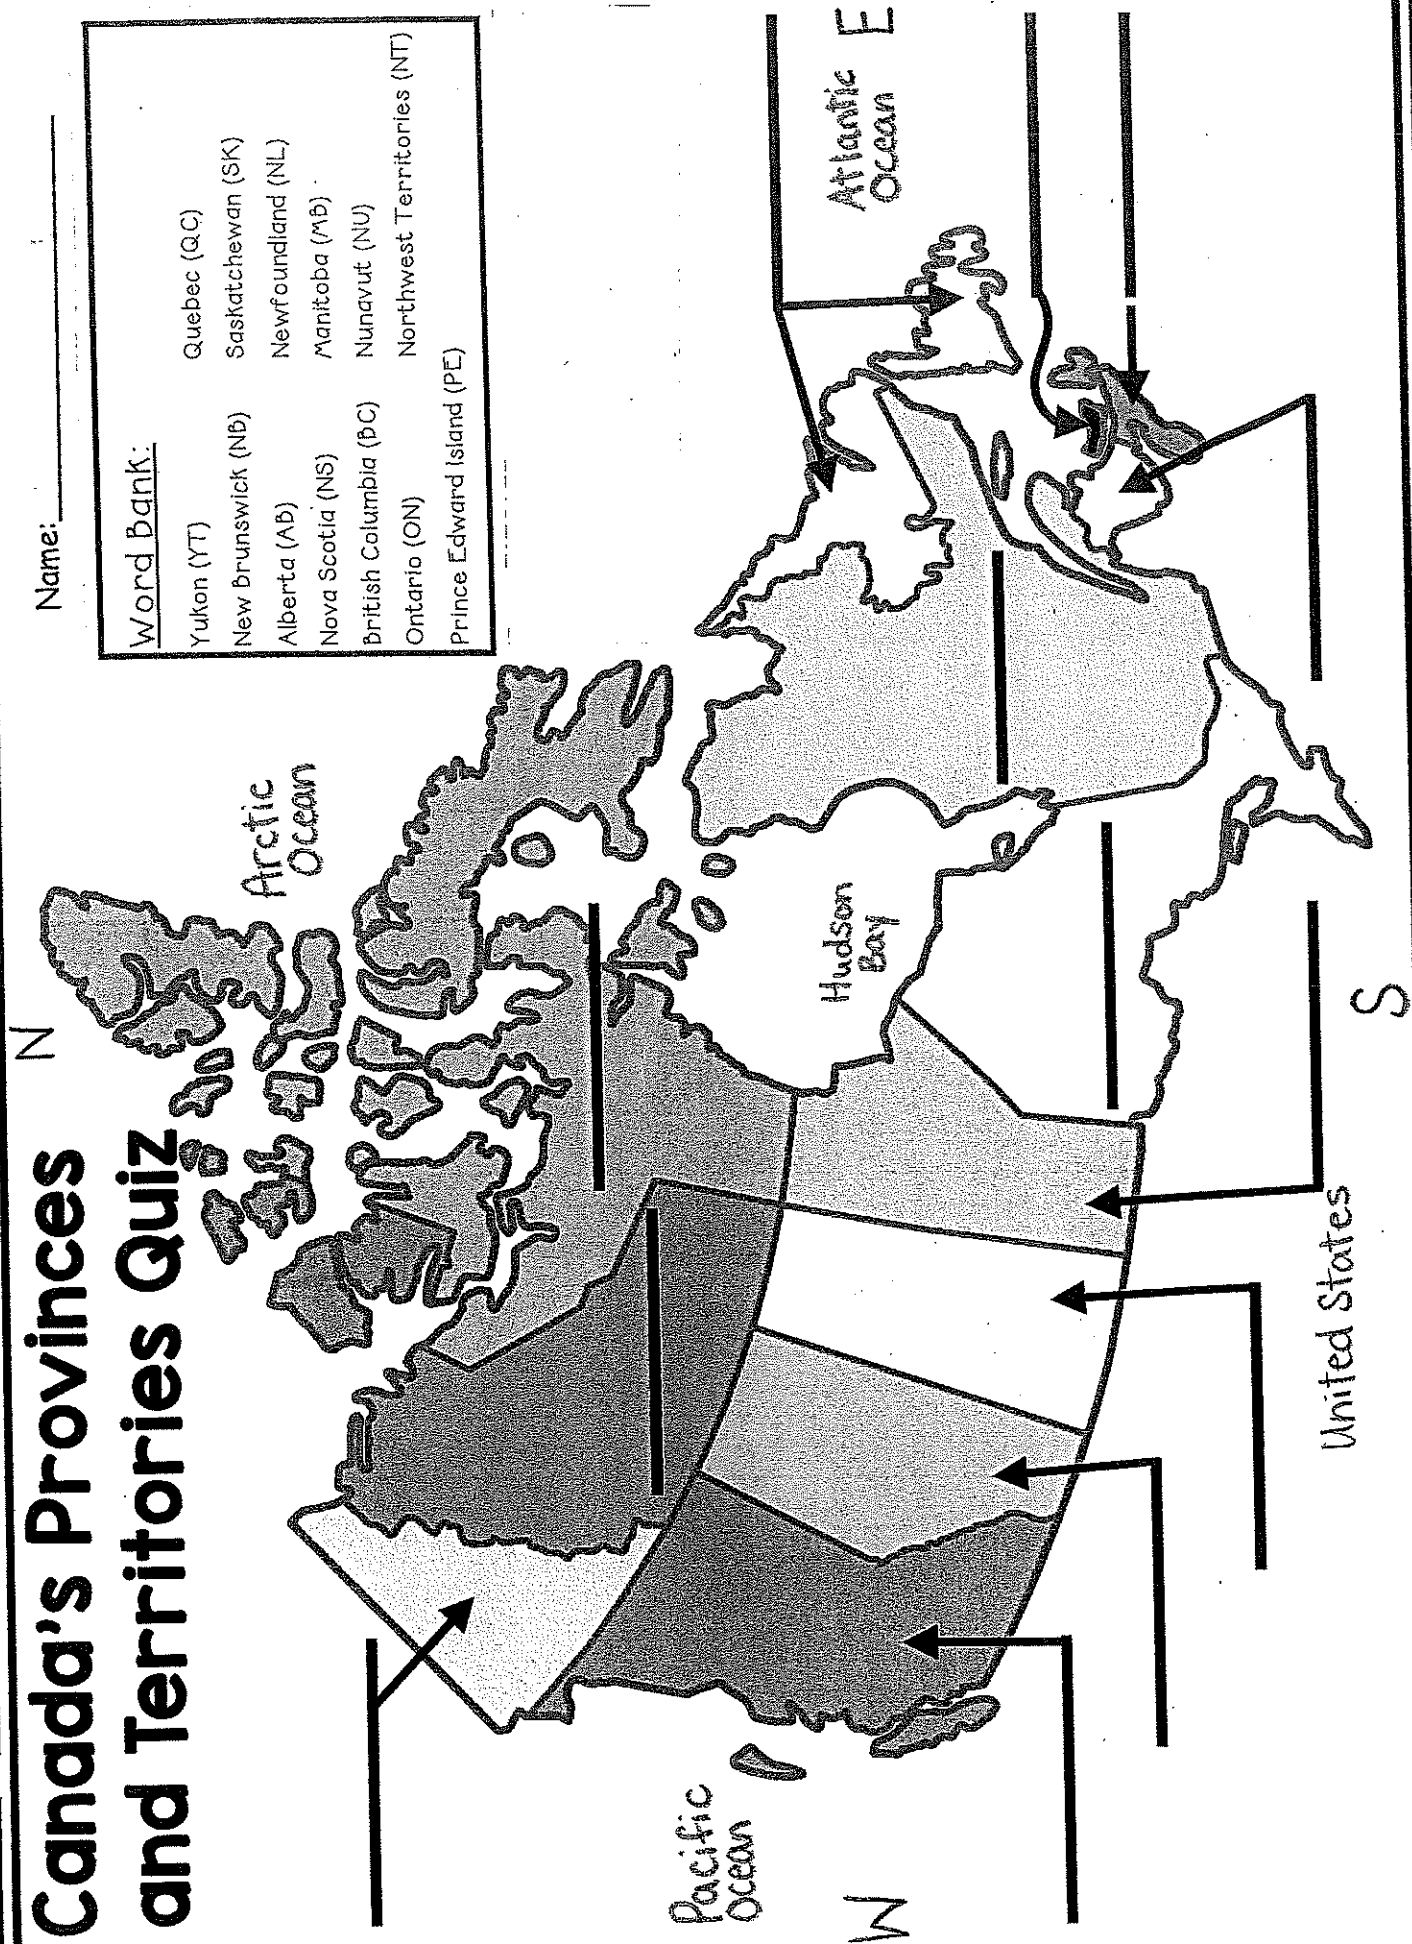 Name:
Canada's Provinces
and Territories Quiz
N
Word Bank:
Yukon (YT)
New Brunswick (NB)
Alberta (AB)
Nova Scotia (NS)
British Columbia (BC)
Ontario (ON)
Prince Edward Island (PE)
Quebec (QC)
Saskatchewan (SK)
Newfoundland (NL)
Manitoba (MB)
Nunavut (NU)
Northwest Territories (NT)
Arctic
Ocean
Pacific
Ocean
W
Hudson
Bay
Atlantic
Ocean
E
United States
S